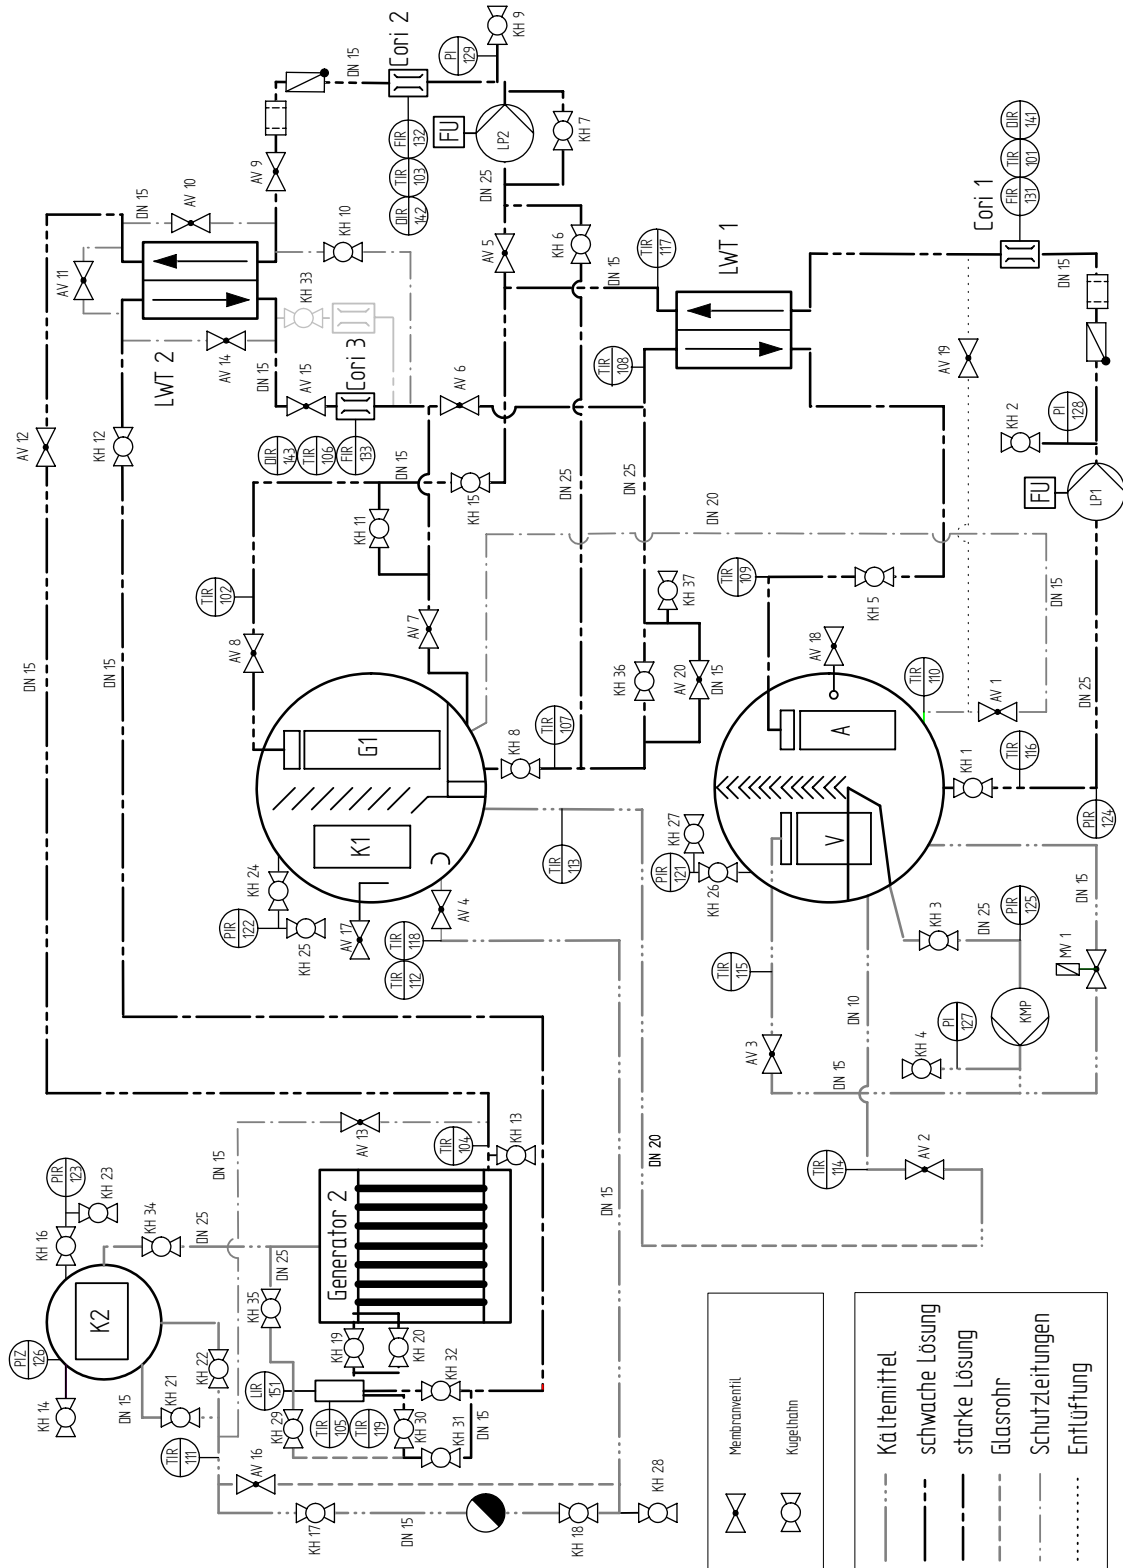 DN 15
AV 11
DN 15
AV 10
LWT 2
AV 14
DN 15
KH 33
KH 10
AV 9
DN 15
Cori 2
PI
129
KH 9
AV 12
KH 12
AV 15
Cori 3
DIR
143
TIR
106
FIR
133
AV 6
DIR
142
TIR
103
FIR
132
FU
LP2
DN 25
KH 7
AV 5
KH 6
DN 15
DN 15
KH 11
KH 15
DN 25
DN 25
TIR
117
TIR
108
LWT 1
Cori 1
FIR
131
TIR
101
DIR
141
DN 15
AV 19
KH 2
PI
128
FU
LP1
DN 20
DN 15
DN 15
TIR
102
AV 8
AV 7
G1
K1
KH 8
TIR
107
KH 36
KH 37
AV 20
DN 15
TIR
109
KH 5
AV 18
A
V
TIR
110
AV 1
DN 15
KH 1
TIR
116
DN 25
PIR
124
KH 24
PIR
122
KH 25
AV 17
AV 4
TIR
118
TIR
112
TIR
113
PIR
121
KH 27
KH 26
TIR
115
AV 3
DN 10
DN 15
KH 3
DN 25
PIR
125
MV 1
DN 15
KMP
PI
127
KH 4
TIR
114
AV 2
DN 20
DN 15
PIR
123
KH 23
KH 16
KH 34
DN 25
DN 15
AV 13
TIR
104
KH 13
Generator 2
K2
PIZ
126
KH 14
DN 15
KH 21
KH 22
KH 35
DN 25
TIR
111
LIR
151
KH 19
KH 20
KH 29
TIR
105
TIR
119
KH 32
KH 30
KH 31
DN 15
AV 16
KH 17
DN 15
KH 18
KH 28
Membranventil
Kugelhahn
Kältemittel
schwache Lösung
starke Lösung
Glasrohr
Schutzleitungen
Entlüftung